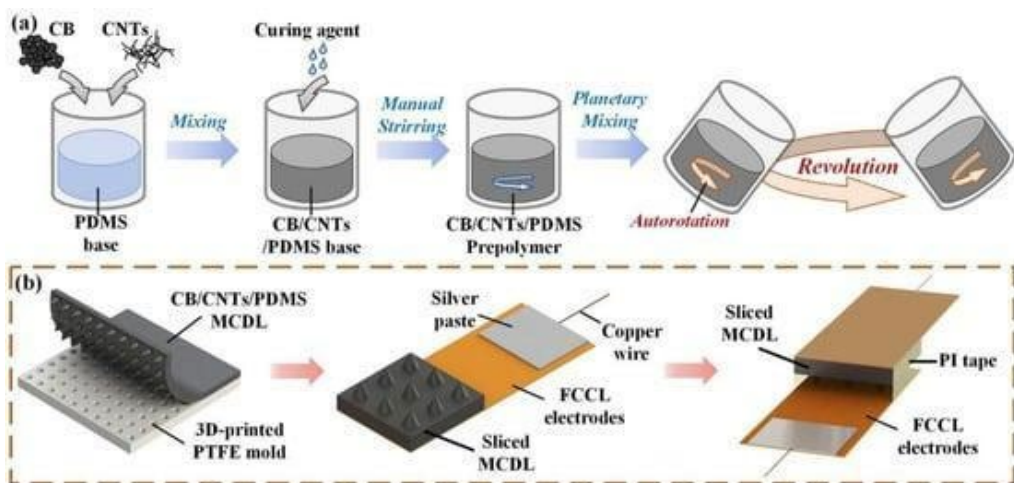 (a)
CB
CNTs
Curing agent
Mixing
Manual
Strirring
Planetary
Mixing
Revolution
Autorotation
PDMS
base
CB/CNTs
/PDMS base
CB/CNTs/PDMS
Prepolymer
(b)
CB/CNTs/PDMS
MCDL
3D-printed
PTFE mold
Silver
paste
Copper
wire
FCCL
electrodes
Sliced
MCDL
Sliced
MCDL
PI tape
FCCL
electrodes